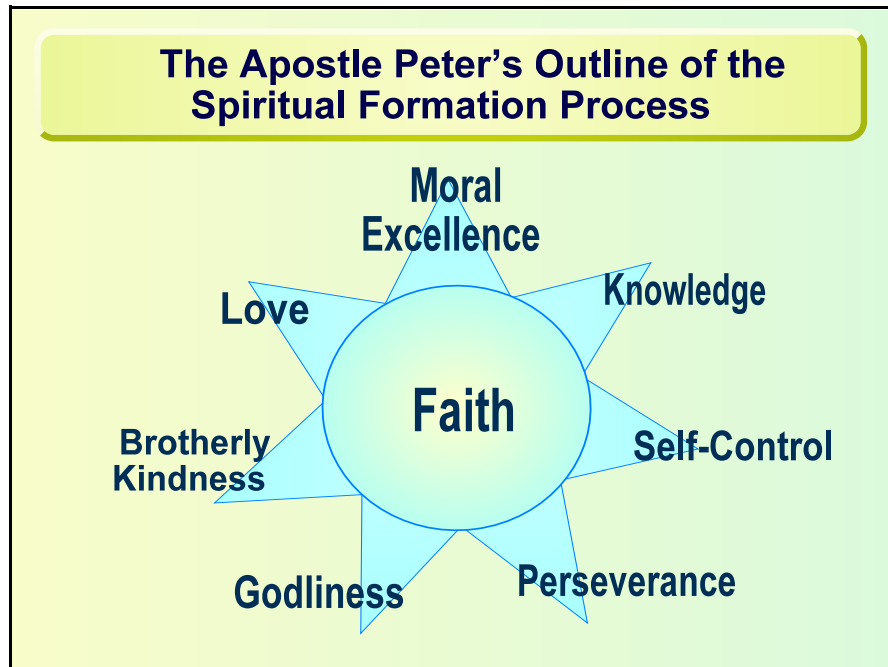 The Apostle Peter’s Outline of the
Spiritual Formation Process
Moral
Excellence
Knowledge
Love
Faith
Self-Control
Brotherly
Kindness
Perseverance
Godliness